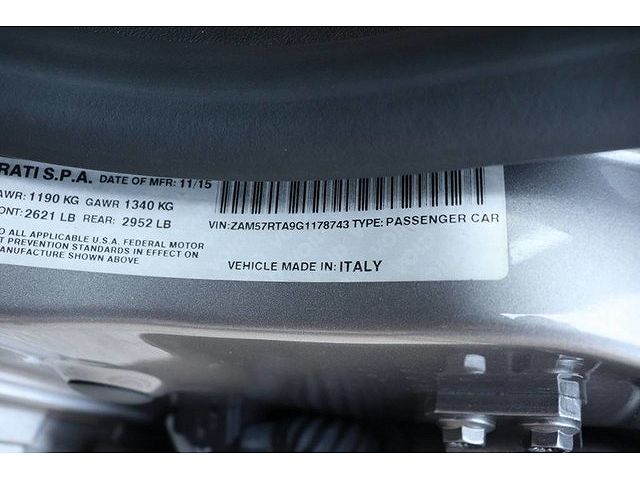 RATI S.P.A. DATE OF MFR: 11/15
AWR: 1190 KG GAWR 1340 KG
ONT: 2621 LB REAR: 2952 LB
VIN:ZAM57RTA9G1178743 TYPE: PASSENGER CAR
O ALL APPLICABLE U.S.A. FEDERAL MOTOR
T PREVENTION STANDARDS IN EFFECT ON
ANUFACTURE SHOWN ABOVE
VEHICLE MADE IN: ITALY